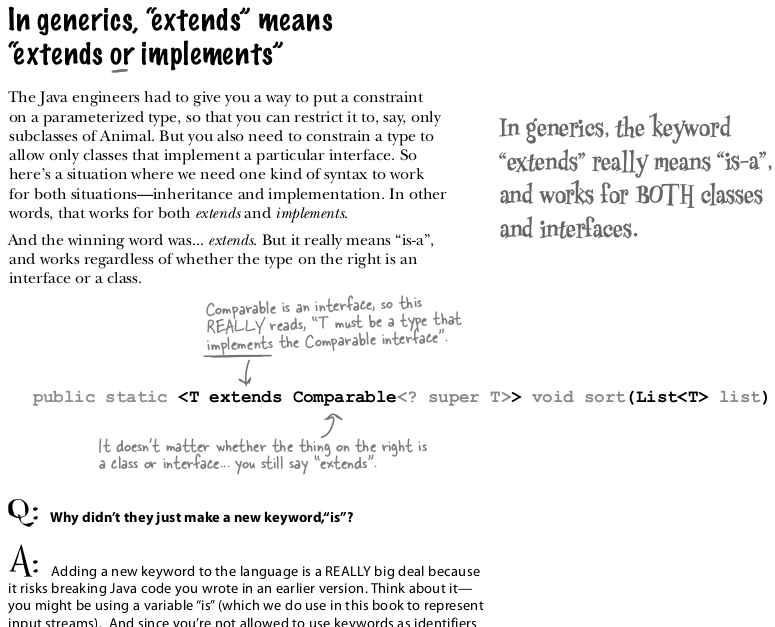 In generics, “extends” means
“extends or implements”
The Java engineers had to give you a way to put a constraint
on a parameterized type, so that you can restrict it to, say, only
subclasses of Animal. But you also need to constrain a type to
allow only classes that implement a particular interface. So
here’s a situation where we need one kind of syntax to work
for both situations—inheritance and implementation. In other
words, that works for both extends and implements.
And the winning word was... extends. But it really means “is-a”,
and works regardless of whether the type on the right is an
interface or a class.
In generics, the keyword
“extends” really means “is-a”,
and works for BOTH classes
and interfaces.
Comparable is an interface, so this
REALLY reads, “T must be a type that
implements the Comparable interface”.
public static <T extends Comparable<? super T>> void sort(List<T> list)
It doesn’t matter whether the thing on the right is
a class or interface... you still say “extends”.
Q: Why didn’t they just make a new keyword,“is”?
A: Adding a new keyword to the language is a REALLY big deal because
it risks breaking Java code you wrote in an earlier version. Think about it—
you might be using a variable “is” (which we do use in this book to represent
input streams). And since you’re not allowed to use keywords as identifiers